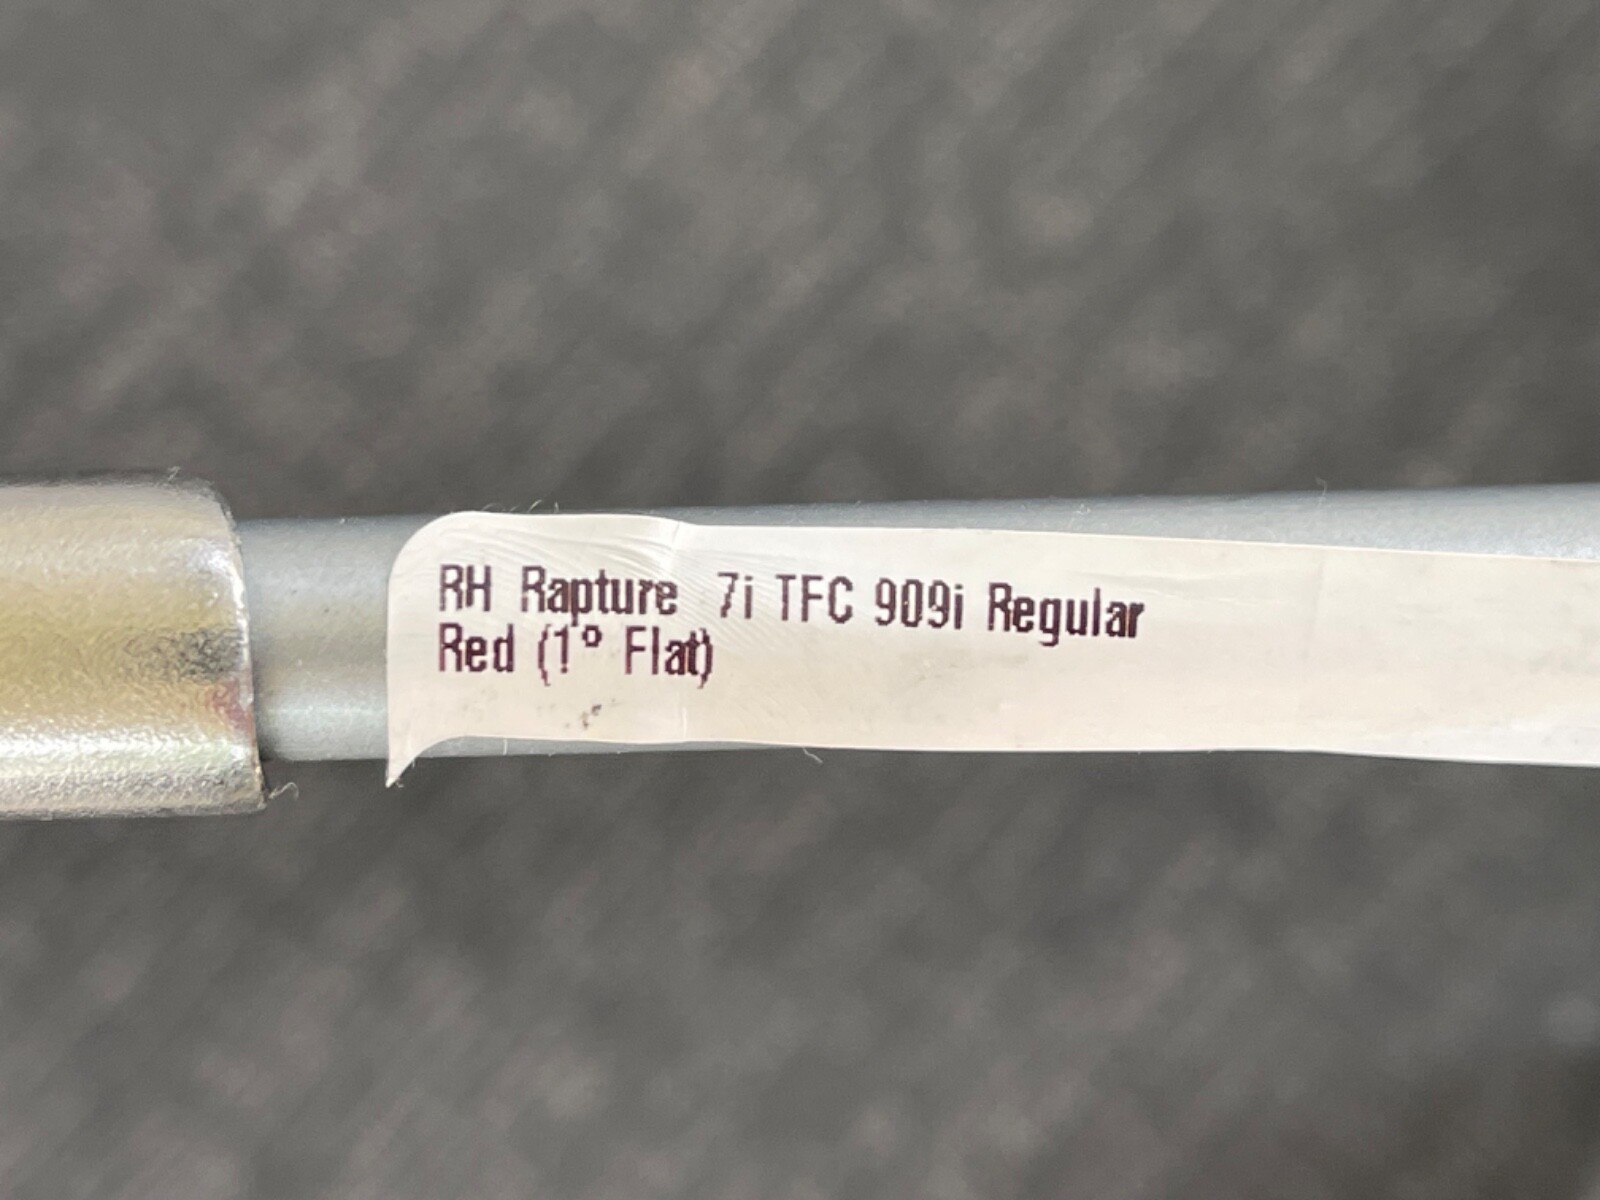 RH Rapture 7i TFC 909i Regular
Red (1° Flat)